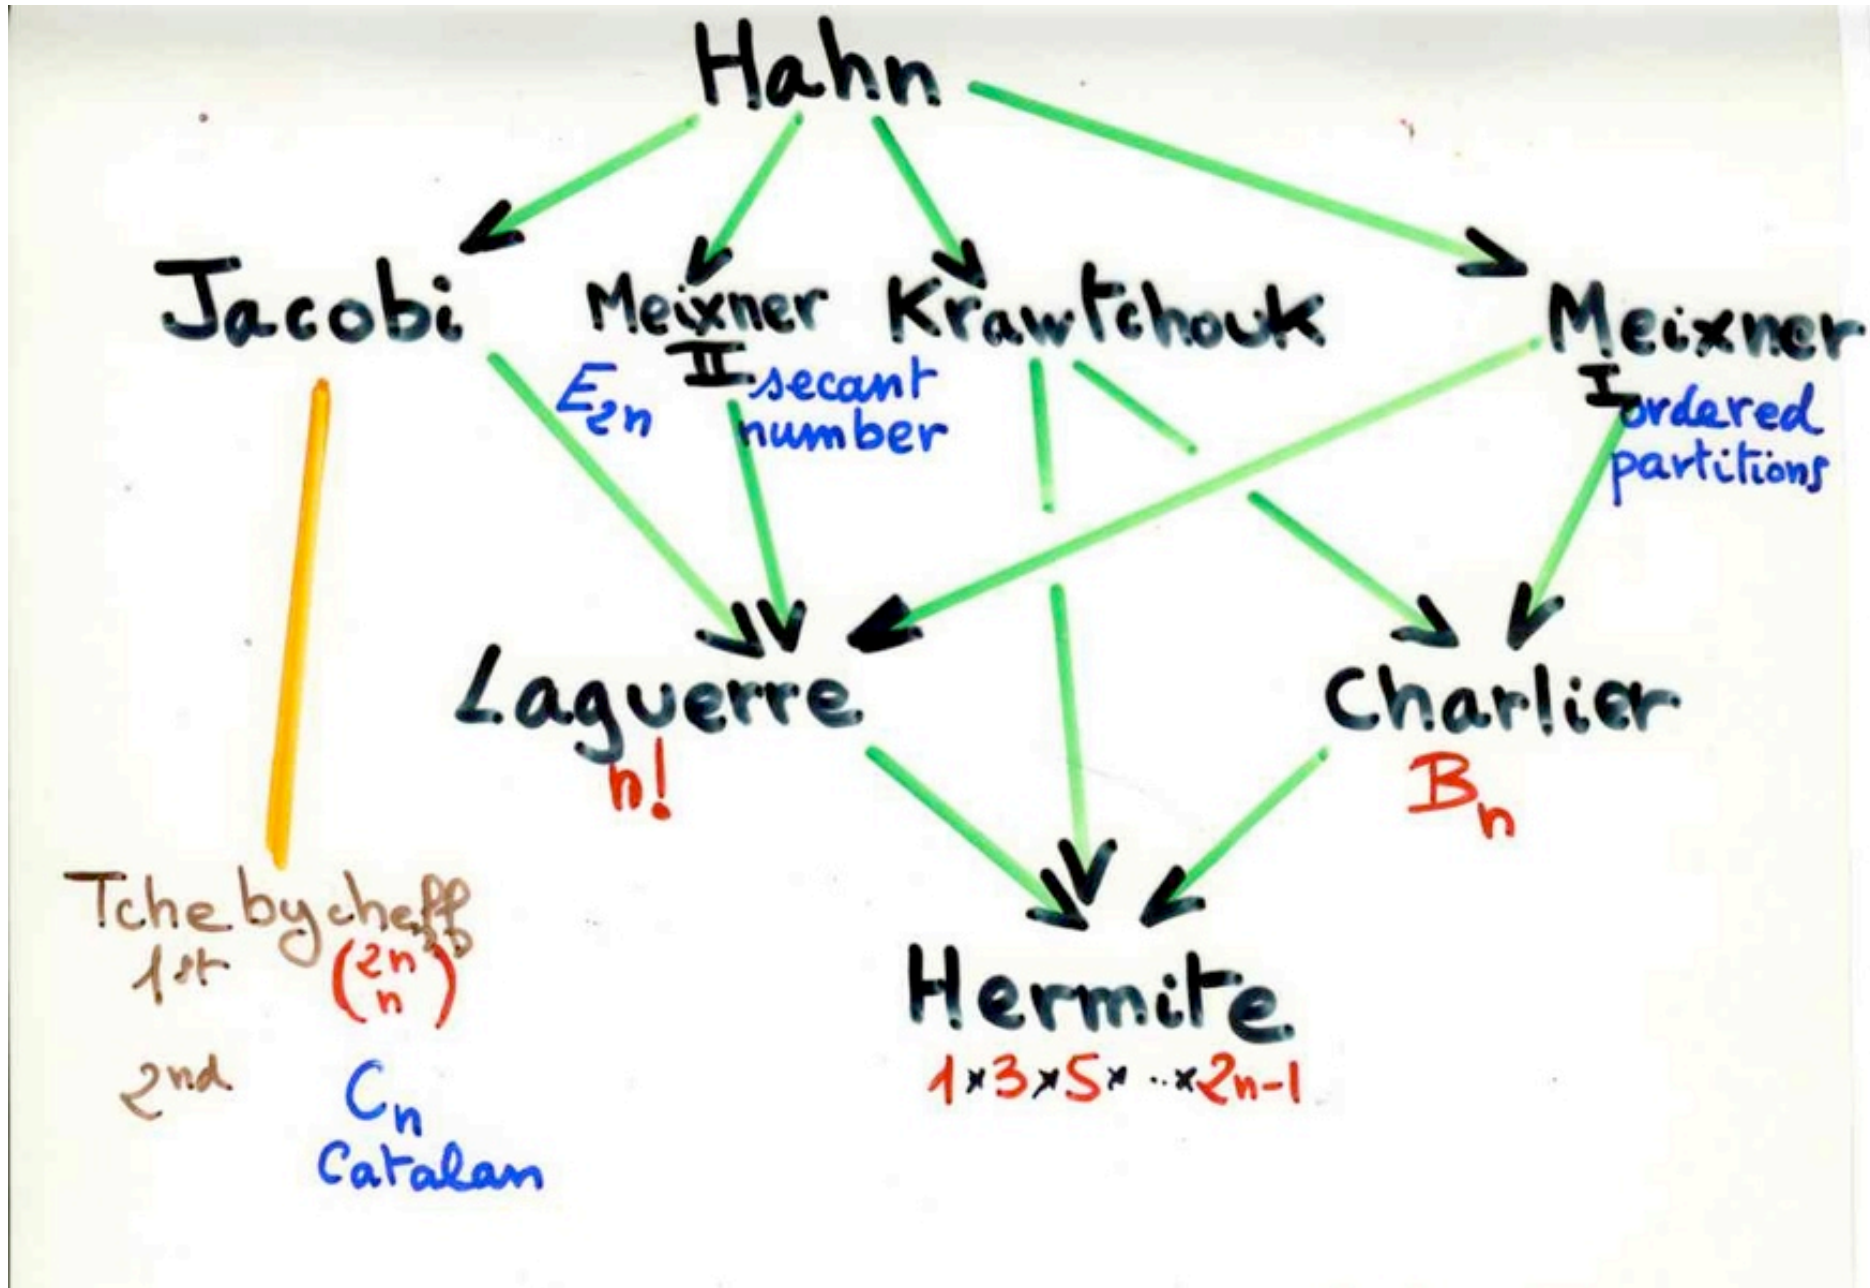 Hahn
Jacobi
Meixner
II
Krawtchouk
Meixner
I
E2n
secant
number
ordered
partitions
Laguerre
n!
Charlier
Bn
Tchebycheff
1st (2n n)
2nd Cn
Catalan
Hermite
1×3×5×..×2n-1